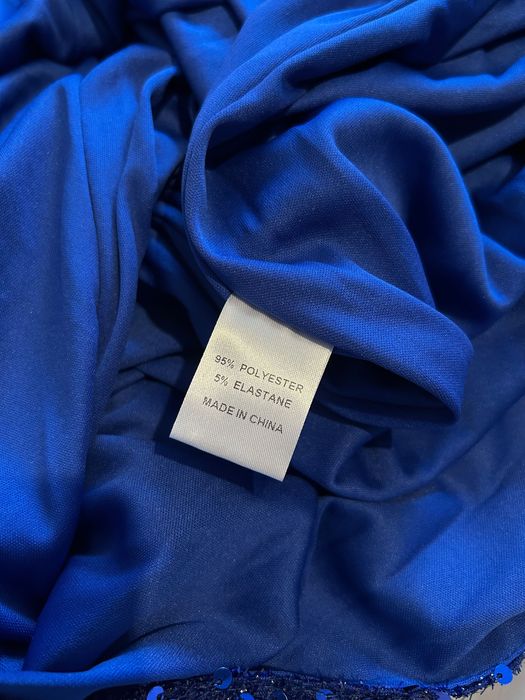 95% POLYESTER
5% ELASTANE
MADE IN CHINA